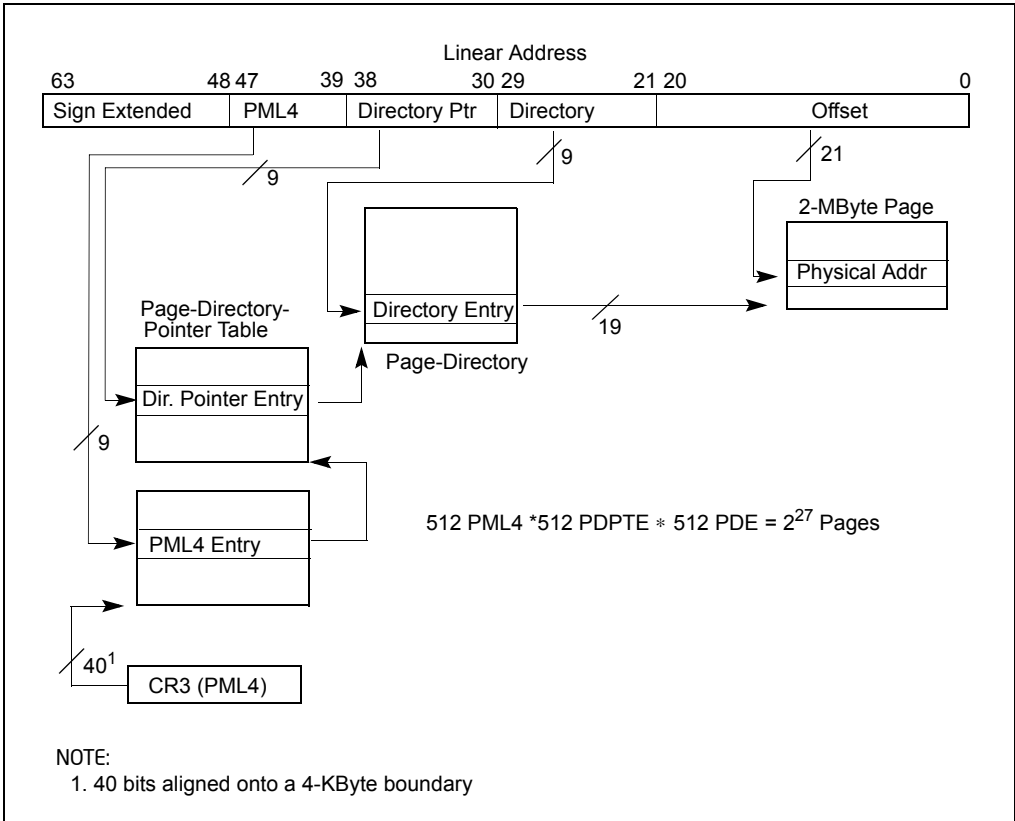 Linear Address
63 48 47 39 38 30 29 21 20 0
Sign Extended PML4 Directory Ptr Directory Offset
9
9
21
2-MByte Page
Physical Addr
Directory Entry
19
Page-Directory
Page-Directory-
Pointer Table
Dir. Pointer Entry
9
512 PML4 *512 PDPTE ∗ 512 PDE = 2²⁷ Pages
PML4 Entry
40¹
CR3 (PML4)
NOTE:
1. 40 bits aligned onto a 4-KByte boundary